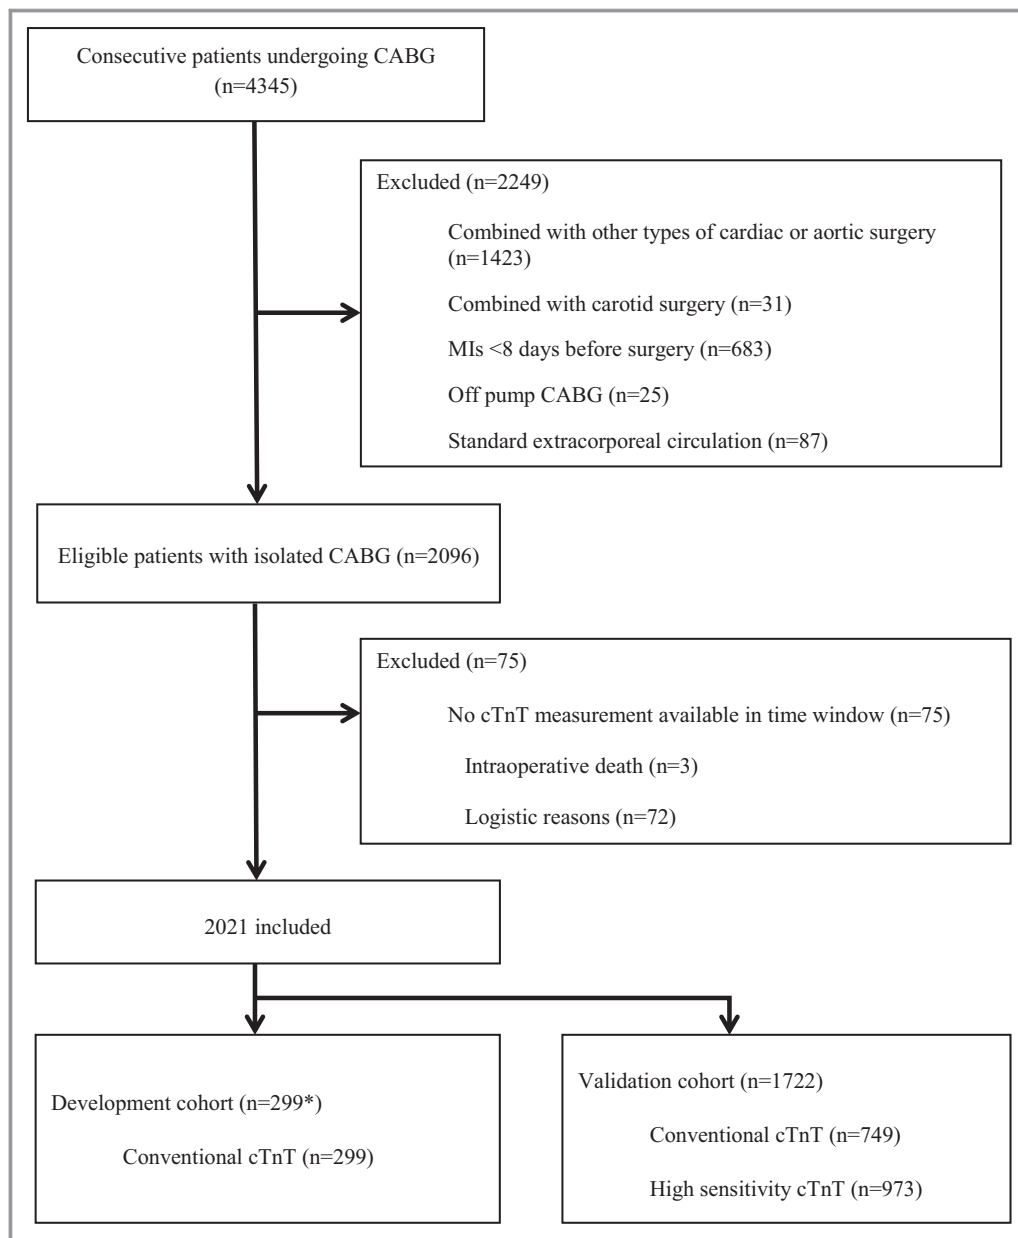 Consecutive patients undergoing CABG
(n=4345)
Excluded (n=2249)
Combined with other types of cardiac or aortic surgery
(n=1423)
Combined with carotid surgery (n=31)
MIs <8 days before surgery (n=683)
Off pump CABG (n=25)
Standard extracorporeal circulation (n=87)
Eligible patients with isolated CABG (n=2096)
Excluded (n=75)
No cTnT measurement available in time window (n=75)
Intraoperative death (n=3)
Logistic reasons (n=72)
2021 included
Development cohort (n=299*)
Conventional cTnT (n=299)
Validation cohort (n=1722)
Conventional cTnT (n=749)
High sensitivity cTnT (n=973)